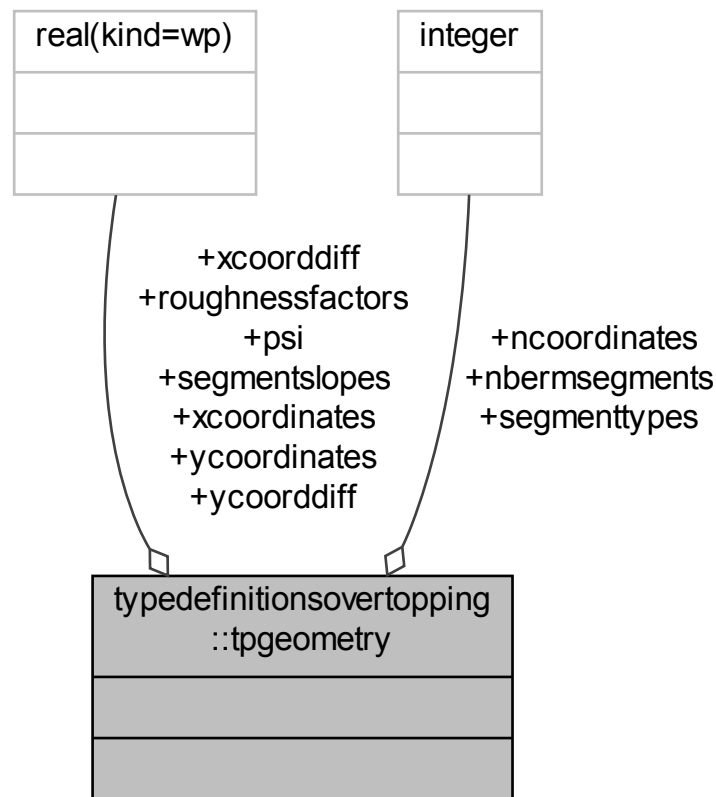 real(kind=wp)
integer
+xcoorddiff
+roughnessfactors
+psi
+segmentslopes
+xcoordinates
+ycoordinates
+ycoorddiff
+ncoordinates
+nbermsegments
+segmenttypes
typedefinitionsovertopping
::tpgeometry